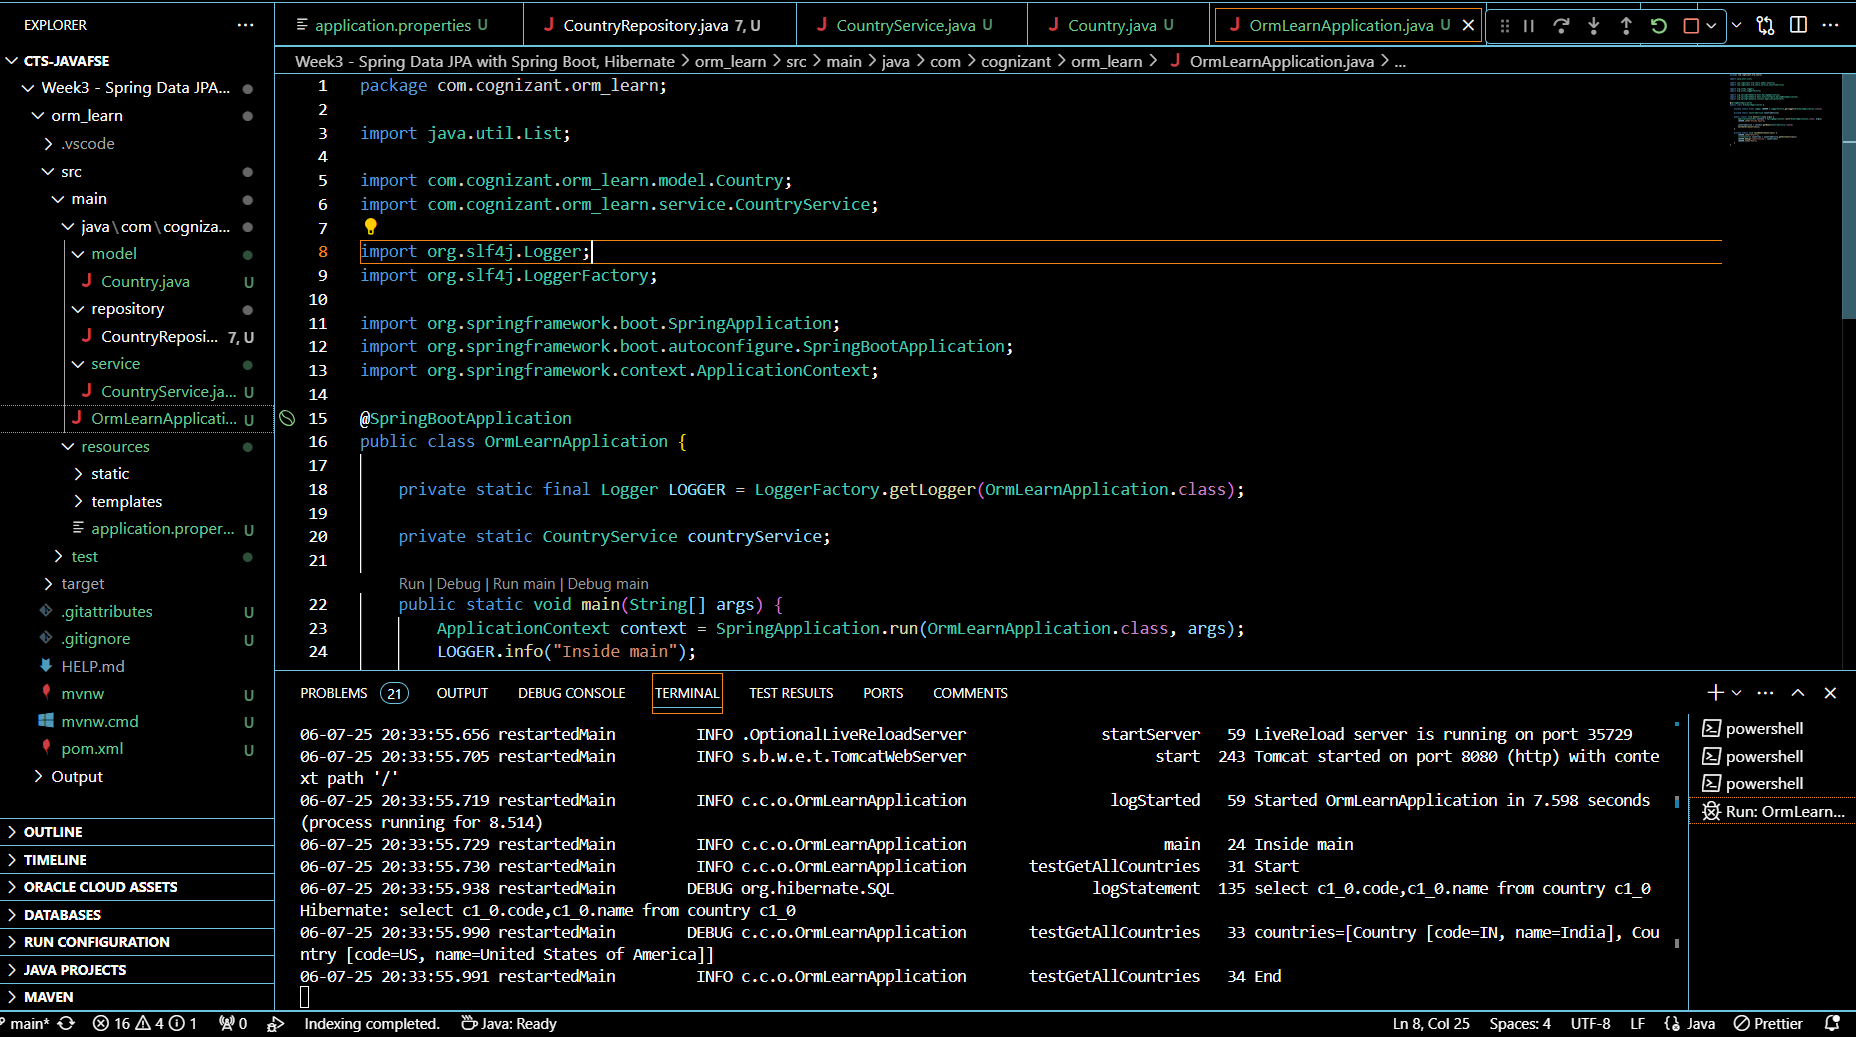 EXPLORER
CTS-JAVAFSE
Week3 - Spring Data JPA...
orm_learn
.vscode
src
main
java\com\cogniza...
model
Country.java U
repository
CountryReposi... 7, U
service
CountryService.ja... U
OrmLearnApplicati... U
resources
static
templates
application.proper... U
test
target
.gitattributes U
.gitignore U
HELP.md
mvnw U
mvnw.cmd U
pom.xml U
Output
OUTLINE
TIMELINE
ORACLE CLOUD ASSETS
DATABASES
RUN CONFIGURATION
JAVA PROJECTS
MAVEN
application.properties U CountryRepository.java 7, U CountryService.java U Country.java U OrmLearnApplication.java U
Week3 - Spring Data JPA with Spring Boot, Hibernate > orm_learn > src > main > java > com > cognizant > orm_learn > OrmLearnApplication.java > ...
1 package com.cognizant.orm_learn;
2
3 import java.util.List;
4
5 import com.cognizant.orm_learn.model.Country;
6 import com.cognizant.orm_learn.service.CountryService;
7
8 import org.slf4j.Logger;
9 import org.slf4j.LoggerFactory;
10
11 import org.springframework.boot.SpringApplication;
12 import org.springframework.boot.autoconfigure.SpringBootApplication;
13 import org.springframework.context.ApplicationContext;
14
15 @SpringBootApplication
16 public class OrmLearnApplication {
17
18 private static final Logger LOGGER = LoggerFactory.getLogger(OrmLearnApplication.class);
19
20 private static CountryService countryService;
21
Run | Debug | Run main | Debug main
22 public static void main(String[] args) {
23 ApplicationContext context = SpringApplication.run(OrmLearnApplication.class, args);
24 LOGGER.info("Inside main");
PROBLEMS 21 OUTPUT DEBUG CONSOLE TERMINAL TEST RESULTS PORTS COMMENTS
06-07-25 20:33:55.656 restartedMain INFO .OptionalLiveReloadServer startServer 59 LiveReload server is running on port 35729
06-07-25 20:33:55.705 restartedMain INFO s.b.w.e.t.TomcatWebServer start 243 Tomcat started on port 8080 (http) with conte
xt path '/'
06-07-25 20:33:55.719 restartedMain INFO c.c.o.OrmLearnApplication logStarted 59 Started OrmLearnApplication in 7.598 seconds
(process running for 8.514)
06-07-25 20:33:55.729 restartedMain INFO c.c.o.OrmLearnApplication main 24 Inside main
06-07-25 20:33:55.730 restartedMain INFO c.c.o.OrmLearnApplication testGetAllCountries 31 Start
06-07-25 20:33:55.938 restartedMain DEBUG org.hibernate.SQL logStatement 135 select c1_0.code,c1_0.name from country c1_0
Hibernate: select c1_0.code,c1_0.name from country c1_0
06-07-25 20:33:55.990 restartedMain DEBUG c.c.o.OrmLearnApplication testGetAllCountries 33 countries=[Country [code=IN, name=India], Cou
ntry [code=US, name=United States of America]]
06-07-25 20:33:55.991 restartedMain INFO c.c.o.OrmLearnApplication testGetAllCountries 34 End
powershell
powershell
powershell
Run: OrmLearn...
main* 16 4 1 0 Indexing completed. Java: Ready Ln 8, Col 25 Spaces: 4 UTF-8 LF Java Prettier